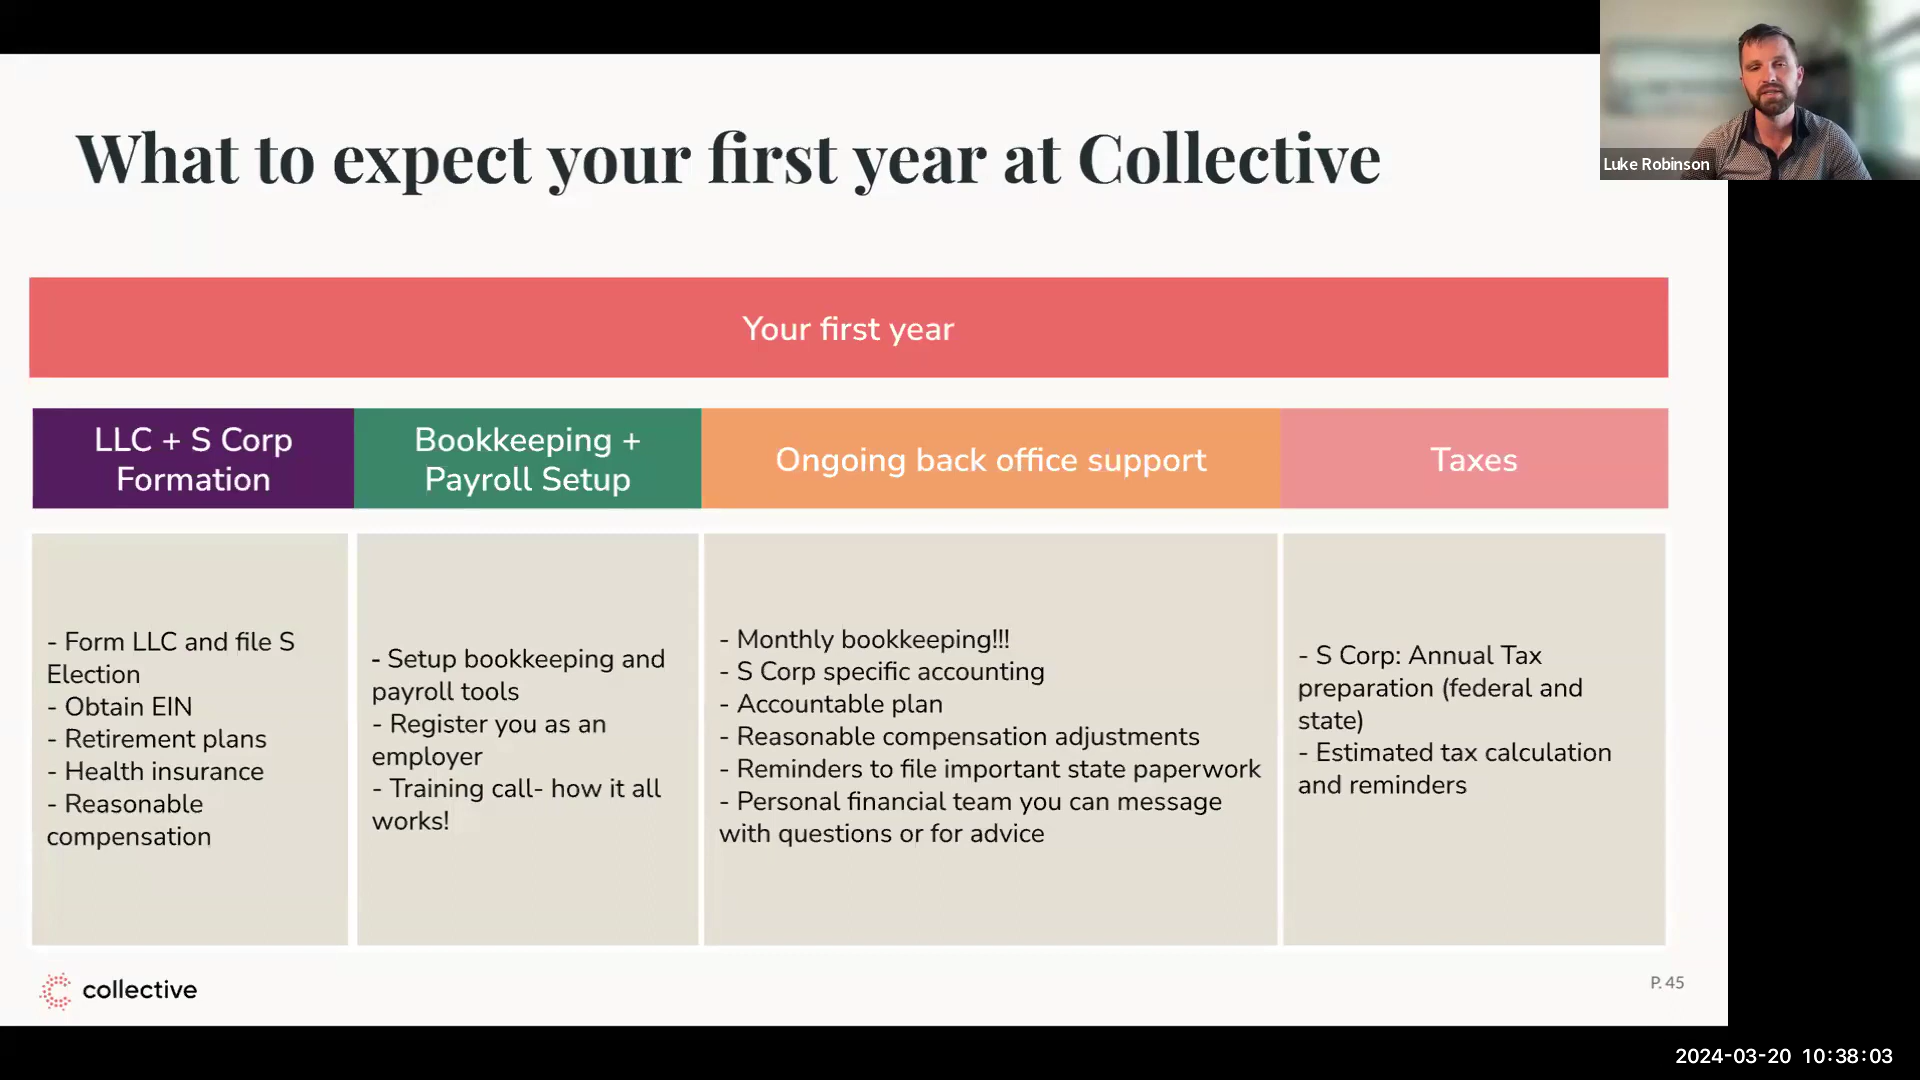 What to expect your first year at Collective
Luke Robinson
Your first year
LLC + S Corp
Formation
Bookkeeping +
Payroll Setup
Ongoing back office support
Taxes
- Form LLC and file S
Election
- Obtain EIN
- Retirement plans
- Health insurance
- Reasonable
compensation
- Setup bookkeeping and
payroll tools
- Register you as an
employer
- Training call- how it all
works!
- Monthly bookkeeping!!!
- S Corp specific accounting
- Accountable plan
- Reasonable compensation adjustments
- Reminders to file important state paperwork
- Personal financial team you can message
with questions or for advice
- S Corp: Annual Tax
preparation (federal and
state)
- Estimated tax calculation
and reminders
collective
P. 45
2024-03-20 10:38:03